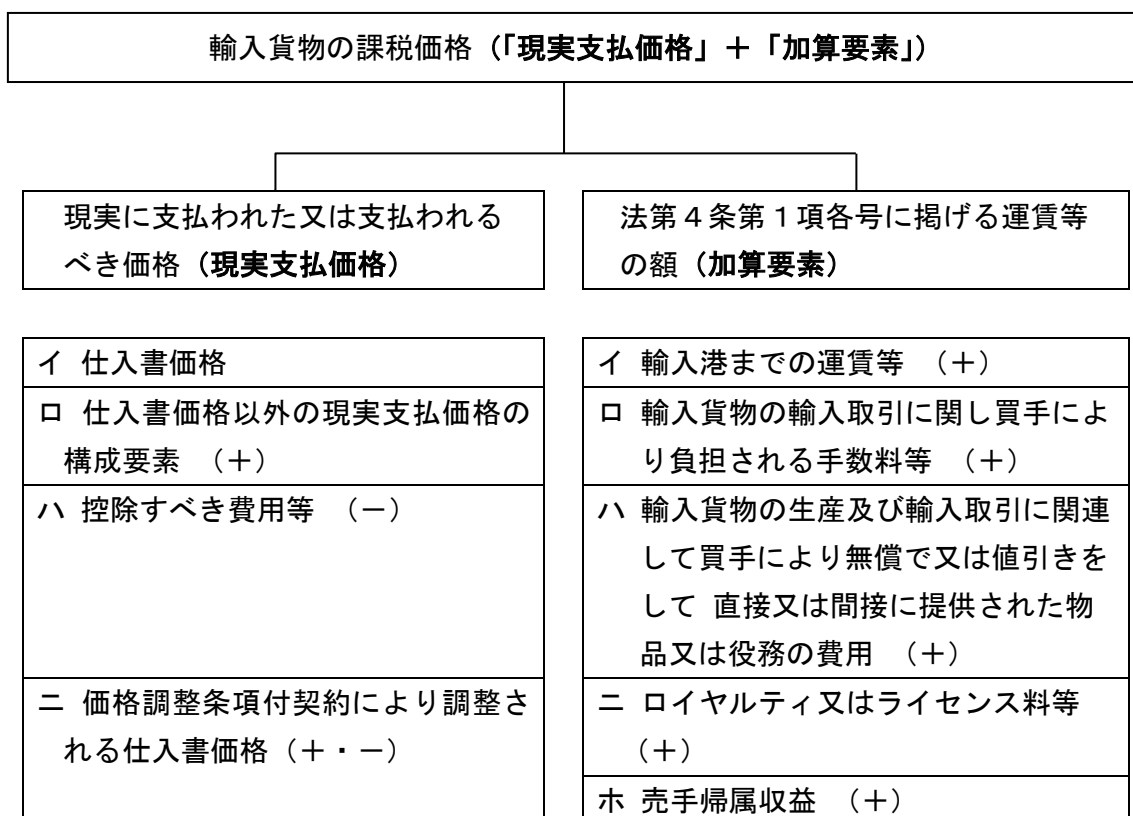 輸入貨物の課税価格（「現実支払価格」＋「加算要素」）
現実に支払われた又は支払われる
べき価格（現実支払価格）
法第４条第１項各号に掲げる運賃等
の額（加算要素）
イ 仕入書価格
ロ 仕入書価格以外の現実支払価格の
構成要素 （＋）
ハ 控除すべき費用等 （－）
ニ 価格調整条項付契約により調整さ
れる仕入書価格（＋・－）
イ 輸入港までの運賃等 （＋）
ロ 輸入貨物の輸入取引に関し買手によ
り負担される手数料等 （＋）
ハ 輸入貨物の生産及び輸入取引に関連
して買手により無償で又は値引きを
して 直接又は間接に提供された物
品又は役務の費用 （＋）
ニ ロイヤルティ又はライセンス料等
（＋）
ホ 売手帰属収益 （＋）